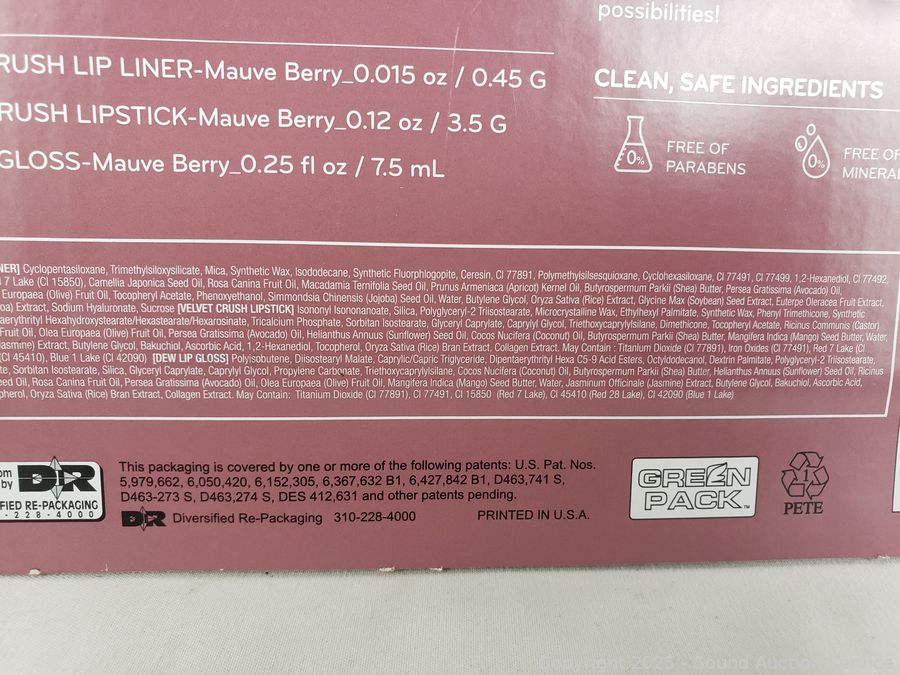 possibilities!
RUSH LIP LINER-Mauve Berry_0.015 oz / 0.45 G
RUSH LIPSTICK-Mauve Berry_0.12 oz / 3.5 G
GLOSS-Mauve Berry_0.25 fl oz / 7.5 mL
CLEAN, SAFE INGREDIENTS
0%
FREE OF
PARABENS
0%
FREE OF
MINERAL
NER] Cyclopentasiloxane, Trimethylsiloxysilicate, Mica, Synthetic Wax, Isododecane, Synthetic Fluorphlogopite, Ceresin, CI 77891, Polymethylsilsesquioxane, Cyclohexasiloxane, CI 77491, CI 77499, 1,2-Hexanediol, CI 77492,
7 Lake (CI 15850), Camellia Japonica Seed Oil, Rosa Canina Fruit Oil, Macadamia Ternifolia Seed Oil, Prunus Armeniaca (Apricot) Kernel Oil, Butyrospermum Parkii (Shea) Butter, Persea Gratissima (Avocado) Oil,
Europaea (Olive) Fruit Oil, Tocopheryl Acetate, Phenoxyethanol, Simmondsia Chinensis (Jojoba) Seed Oil, Water, Butylene Glycol, Oryza Sativa (Rice) Extract, Glycine Max (Soybean) Seed Extract, Euterpe Oleracea Fruit Extract,
Seed Extract, Sodium Hyaluronate, Sucrose [VELVET CRUSH LIPSTICK] Isononyl Isononanoate, Silica, Polyglyceryl-2 Triisostearate, Microcrystalline Wax, Ethylhexyl Palmitate, Synthetic Wax, Phenyl Trimethicone, Synthetic
aerythrityl Hexahydroxystearate/Hexastearate/Hexarosinate, Tricalcium Phosphate, Sorbitan Isostearate, Glyceryl Caprylate, Caprylyl Glycol, Triethoxycaprylylsilane, Dimethicone, Tocopheryl Acetate, Ricinus Communis (Castor)
Fruit Oil, Olea Europaea (Olive) Fruit Oil, Persea Gratissima (Avocado) Oil, Helianthus Annuus (Sunflower) Seed Oil, Cocos Nucifera (Coconut) Oil, Butyrospermum Parkii (Shea) Butter, Mangifera Indica (Mango) Seed Butter, Water,
asmine) Extract, Butylene Glycol, Bakuchiol, Ascorbic Acid, 1,2-Hexanediol, Tocopherol, Oryza Sativa (Rice) Bran Extract, Collagen Extract. May Contain : Titanium Dioxide (CI 77891), Iron Oxides (CI 77491), Red 7 Lake (CI
CI 45410), Blue 1 Lake (CI 42090) [DEW LIP GLOSS] Polyisobutene, Diisostearyl Malate, Caprylic/Capric Triglyceride, Dipentaerythrityl Hexa C5-9 Acid Esters, Octyldodecanol, Dextrin Palmitate, Polyglyceryl-2 Triisostearate,
te, Sorbitan Isostearate, Silica, Glyceryl Caprylate, Caprylyl Glycol, Propylene Carbonate, Triethoxycaprylylsilane, Cocos Nucifera (Coconut) Oil, Butyrospermum Parkii (Shea) Butter, Helianthus Annuus (Sunflower) Seed Oil, Ricinus
eed Oil, Rosa Canina Fruit Oil, Persea Gratissima (Avocado) Oil, Olea Europaea (Olive) Fruit Oil, Mangifera Indica (Mango) Seed Butter, Water, Jasminum Officinale (Jasmine) Extract, Butylene Glycol, Bakuchiol, Ascorbic Acid,
pherol, Oryza Sativa (Rice) Bran Extract, Collagen Extract. May Contain: Titanium Dioxide (CI 77891), CI 77491, CI 15850 (Red 7 Lake), CI 45410 (Red 28 Lake), CI 42090 (Blue 1 Lake)
om
by DR
FIED RE-PACKAGING
-228-4000
This packaging is covered by one or more of the following patents: U.S. Pat. Nos.
5,979,662, 6,050,420, 6,152,305, 6,367,632 B1, 6,427,842 B1, D463,741 S,
D463-273 S, D463,274 S, DES 412,631 and other patents pending.
DR Diversified Re-Packaging 310-228-4000 PRINTED IN U.S.A.
GREEN
PACK™
1
PETE
Copyright 2025 - Sound Auction Service